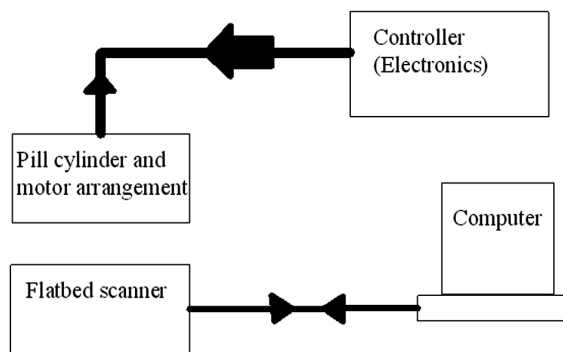 Controller
(Electronics)
Pill cylinder and
motor arrangement
Computer
Flatbed scanner